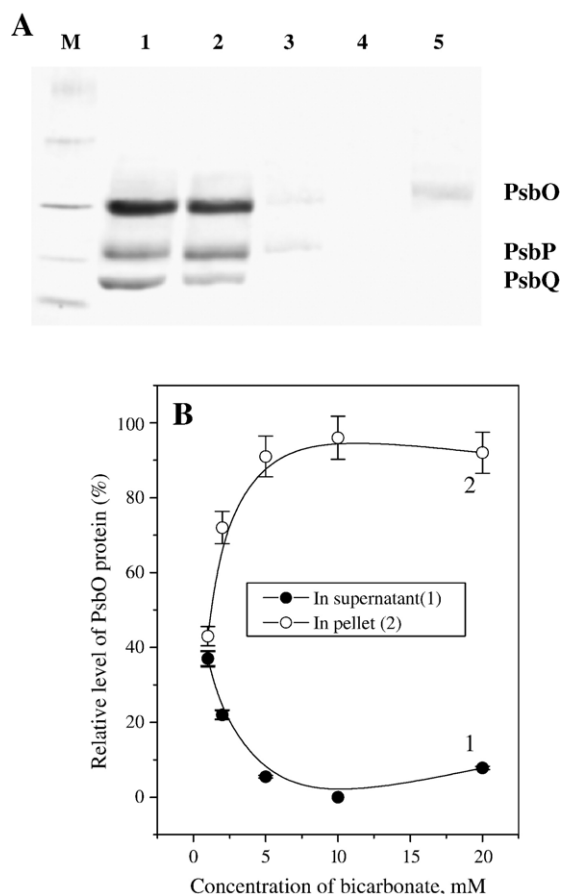 A
M 1 2 3 4 5
PsbO
PsbP
PsbQ
B
100
80
60
40
20
0
Relative level of PsbO protein (%)
2
In supernatant(1)
In pellet (2)
1
0 5 10 15 20
Concentration of bicarbonate, mM